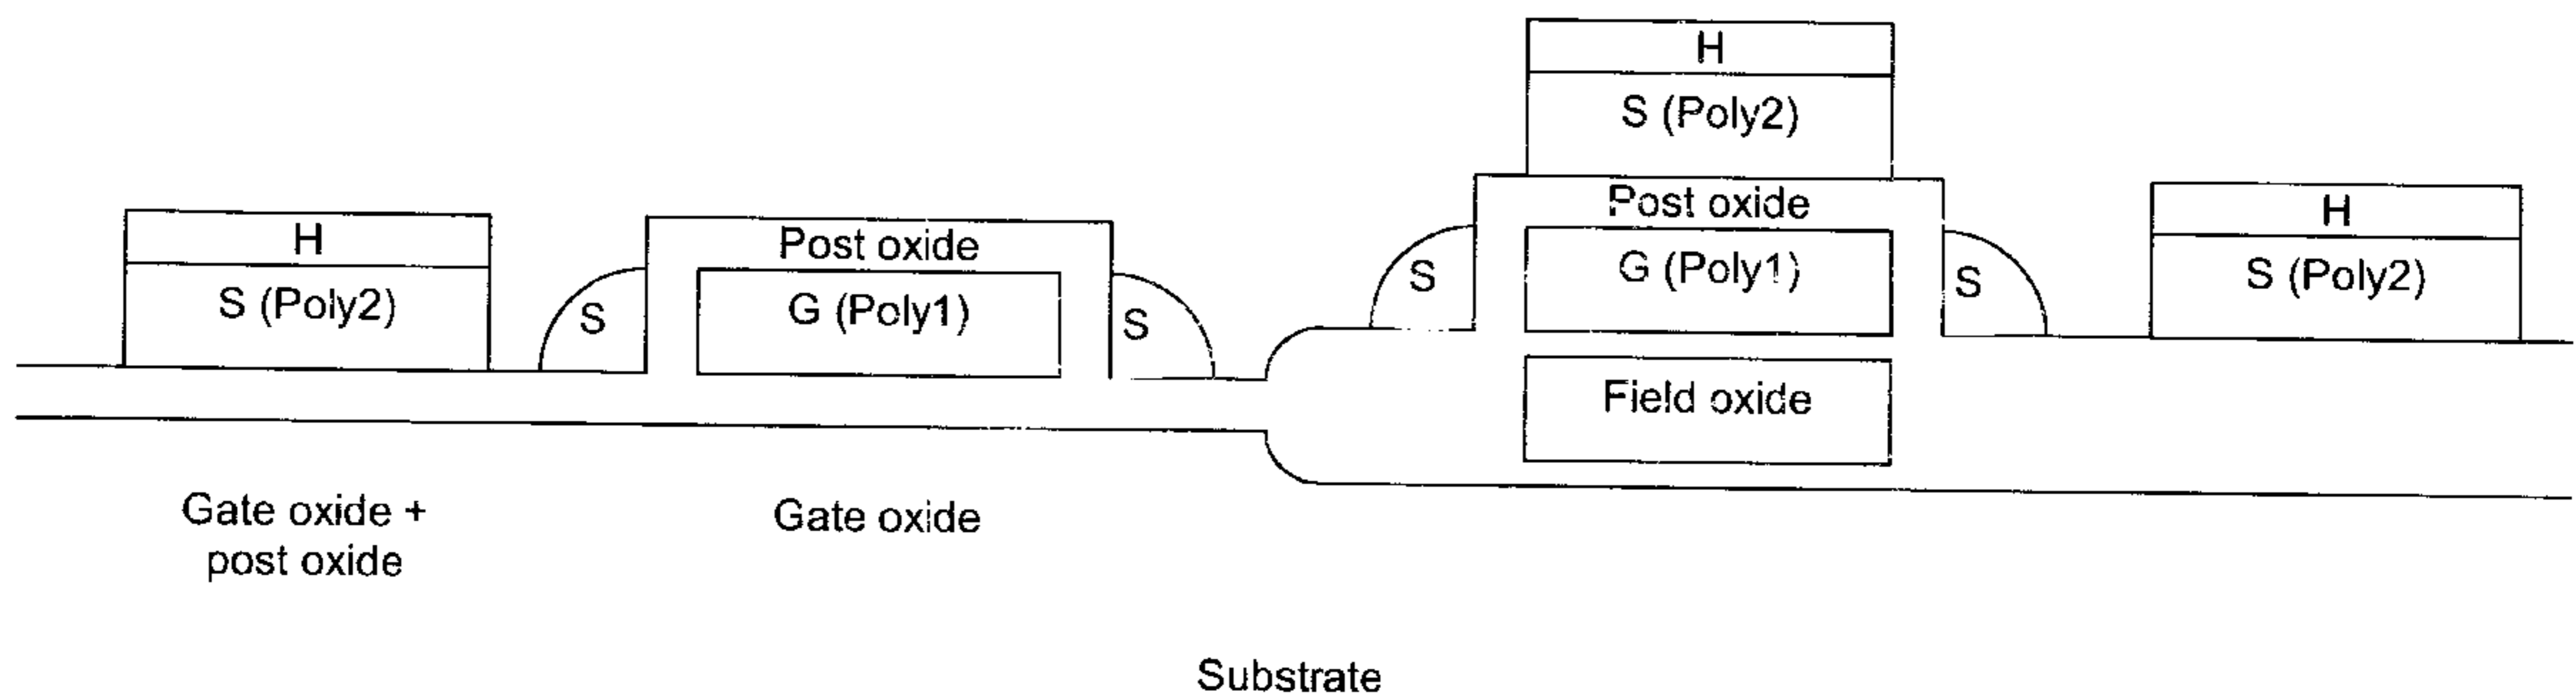 H
S (Poly2)
Post oxide
G (Poly1)
S
S
H
S (Poly2)
Post oxide
G (Poly1)
S
S
Field oxide
H
S (Poly2)
Gate oxide +
post oxide
Gate oxide
Substrate